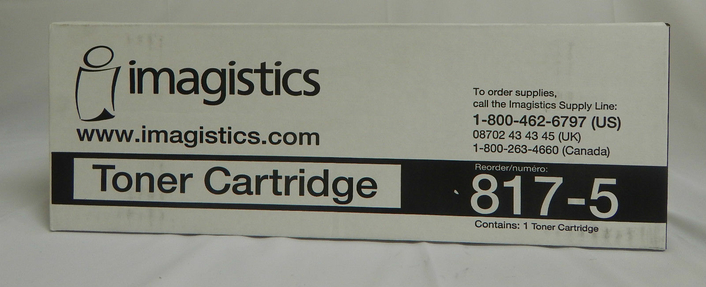 imagistics
www.imagistics.com
Toner Cartridge
To order supplies,
call the Imagistics Supply Line:
1-800-462-6797 (US)
08702 43 43 45 (UK)
1-800-263-4660 (Canada)
Reorder/numéro:
817-5
Contains: 1 Toner Cartridge